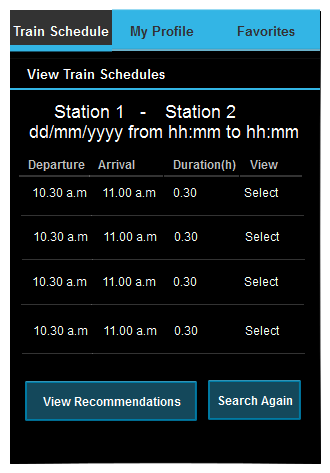 Train Schedule My Profile Favorites
View Train Schedules
Station 1 - Station 2
dd/mm/yyyy from hh:mm to hh:mm
Departure Arrival Duration(h) View
10.30 a.m 11.00 a.m 0.30 Select
10.30 a.m 11.00 a.m 0.30 Select
10.30 a.m 11.00 a.m 0.30 Select
10.30 a.m 11.00 a.m 0.30 Select
View Recommendations Search Again